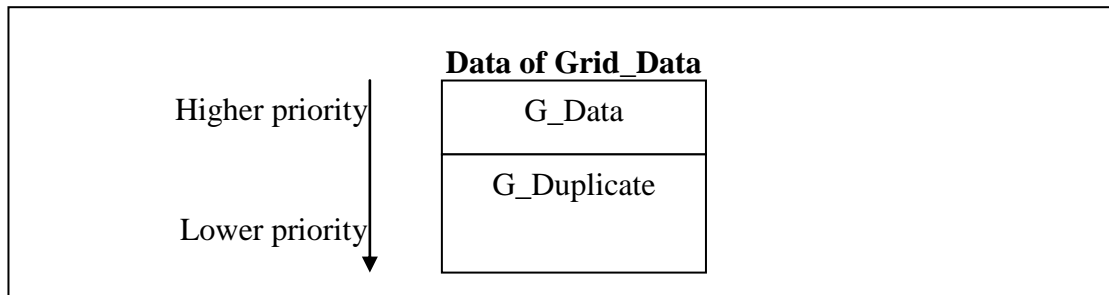 Data of Grid_Data
Higher priority
G_Data
G_Duplicate
Lower priority